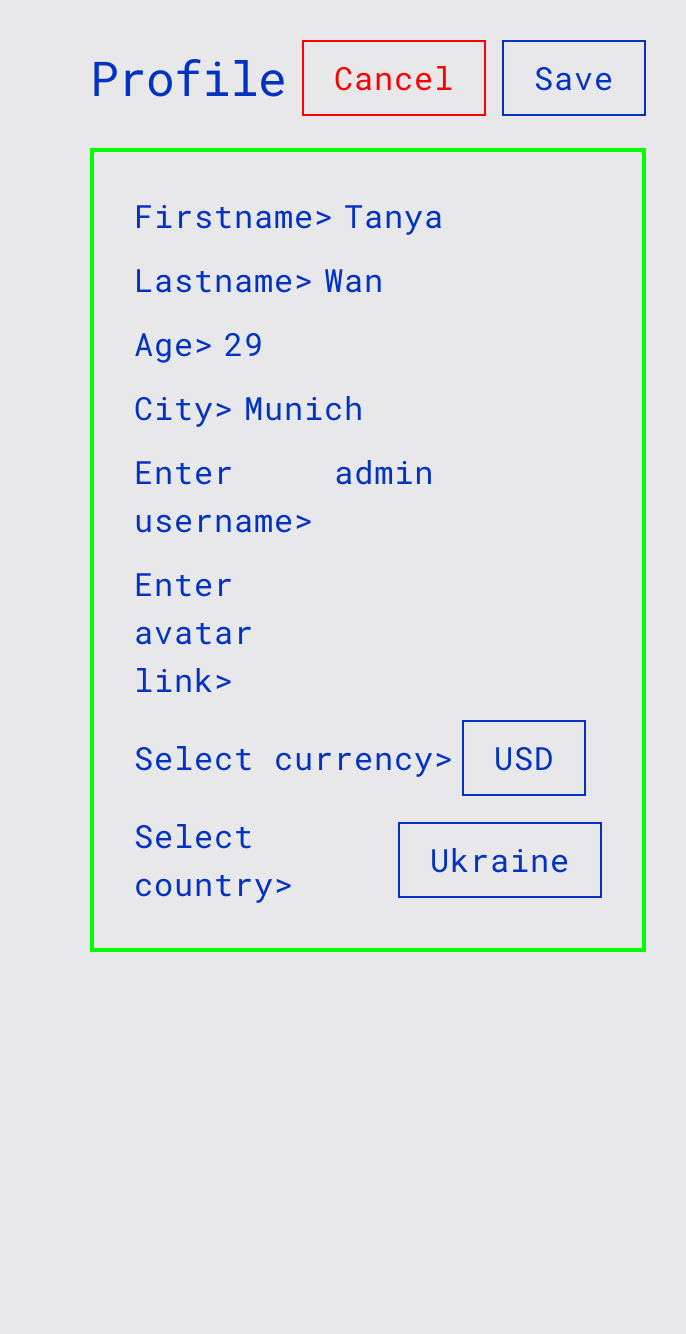 Profile Cancel Save
Firstname> Tanya
Lastname> Wan
Age> 29
City> Munich
Enter admin
username>
Enter
avatar
link>
Select currency> USD
Select
country> Ukraine